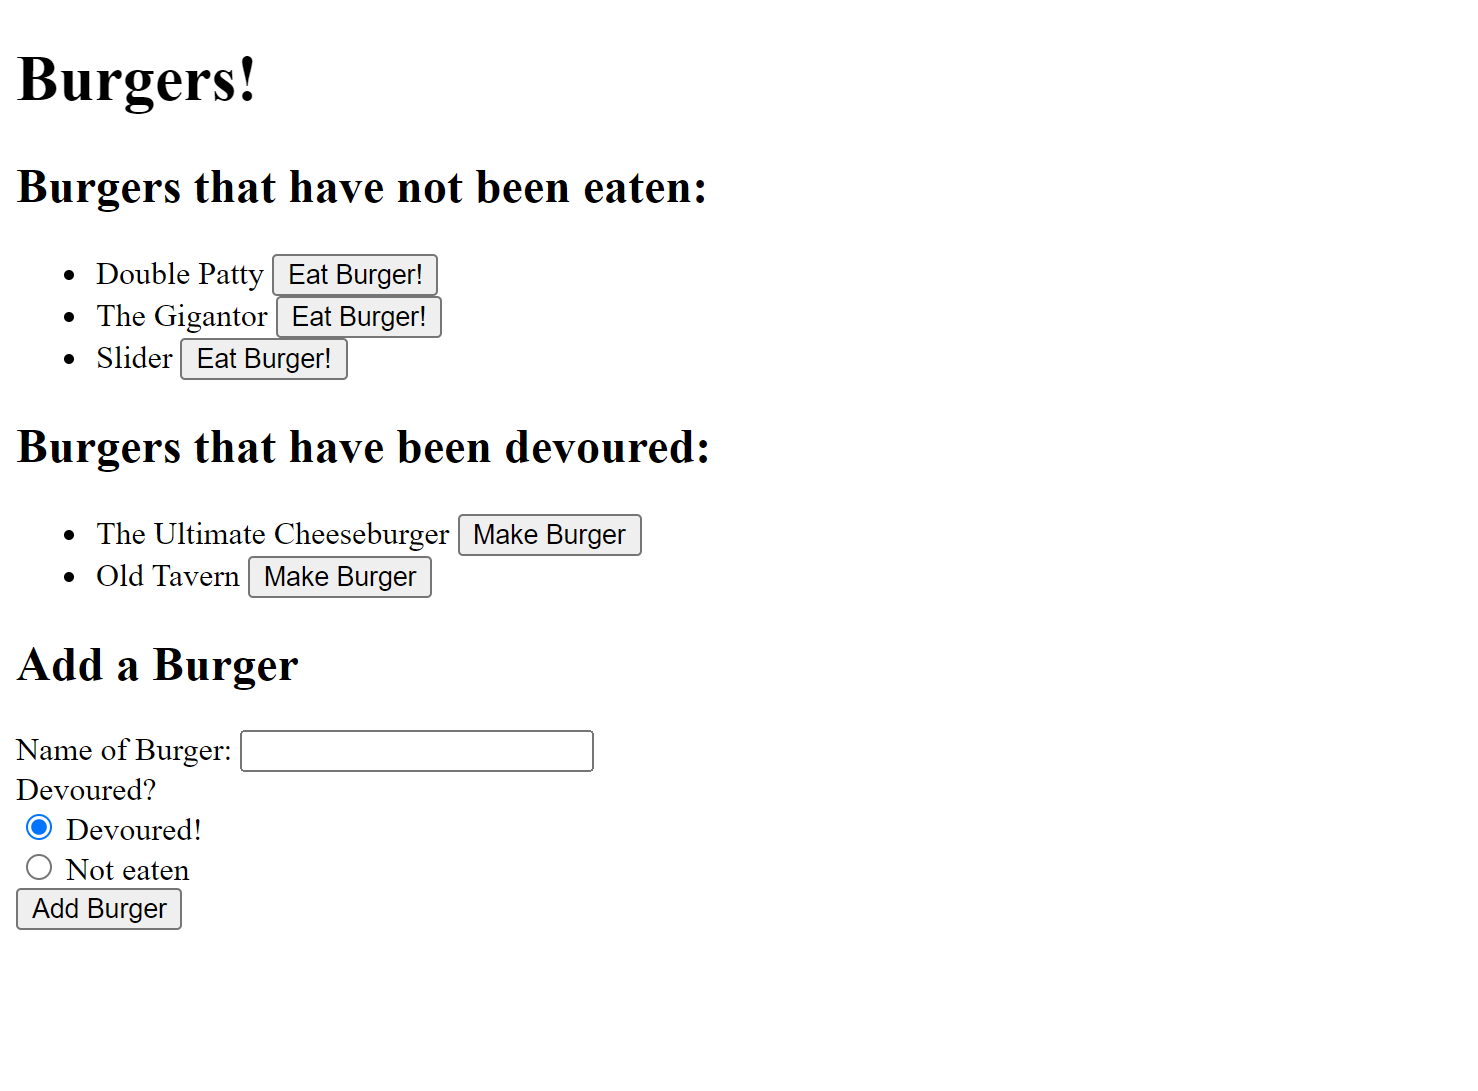 Burgers!
Burgers that have not been eaten:
Double Patty Eat Burger!
The Gigantor Eat Burger!
Slider Eat Burger!
Burgers that have been devoured:
The Ultimate Cheeseburger Make Burger
Old Tavern Make Burger
Add a Burger
Name of Burger:
Devoured?
Devoured!
Not eaten
Add Burger